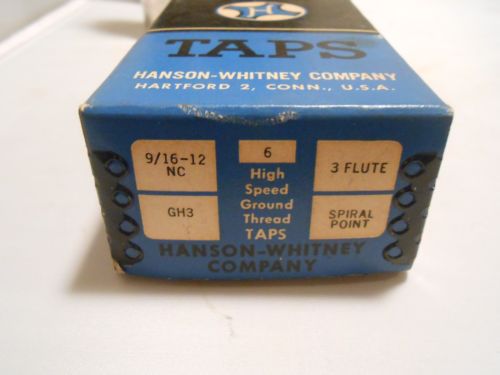 H
TAPS
HANSON-WHITNEY COMPANY
HARTFORD 2, CONN., U.S.A.
9/16-12
NC
GH3
6
High
Speed
Ground
Thread
TAPS
3 FLUTE
SPIRAL
POINT
HANSON-WHITNEY
COMPANY